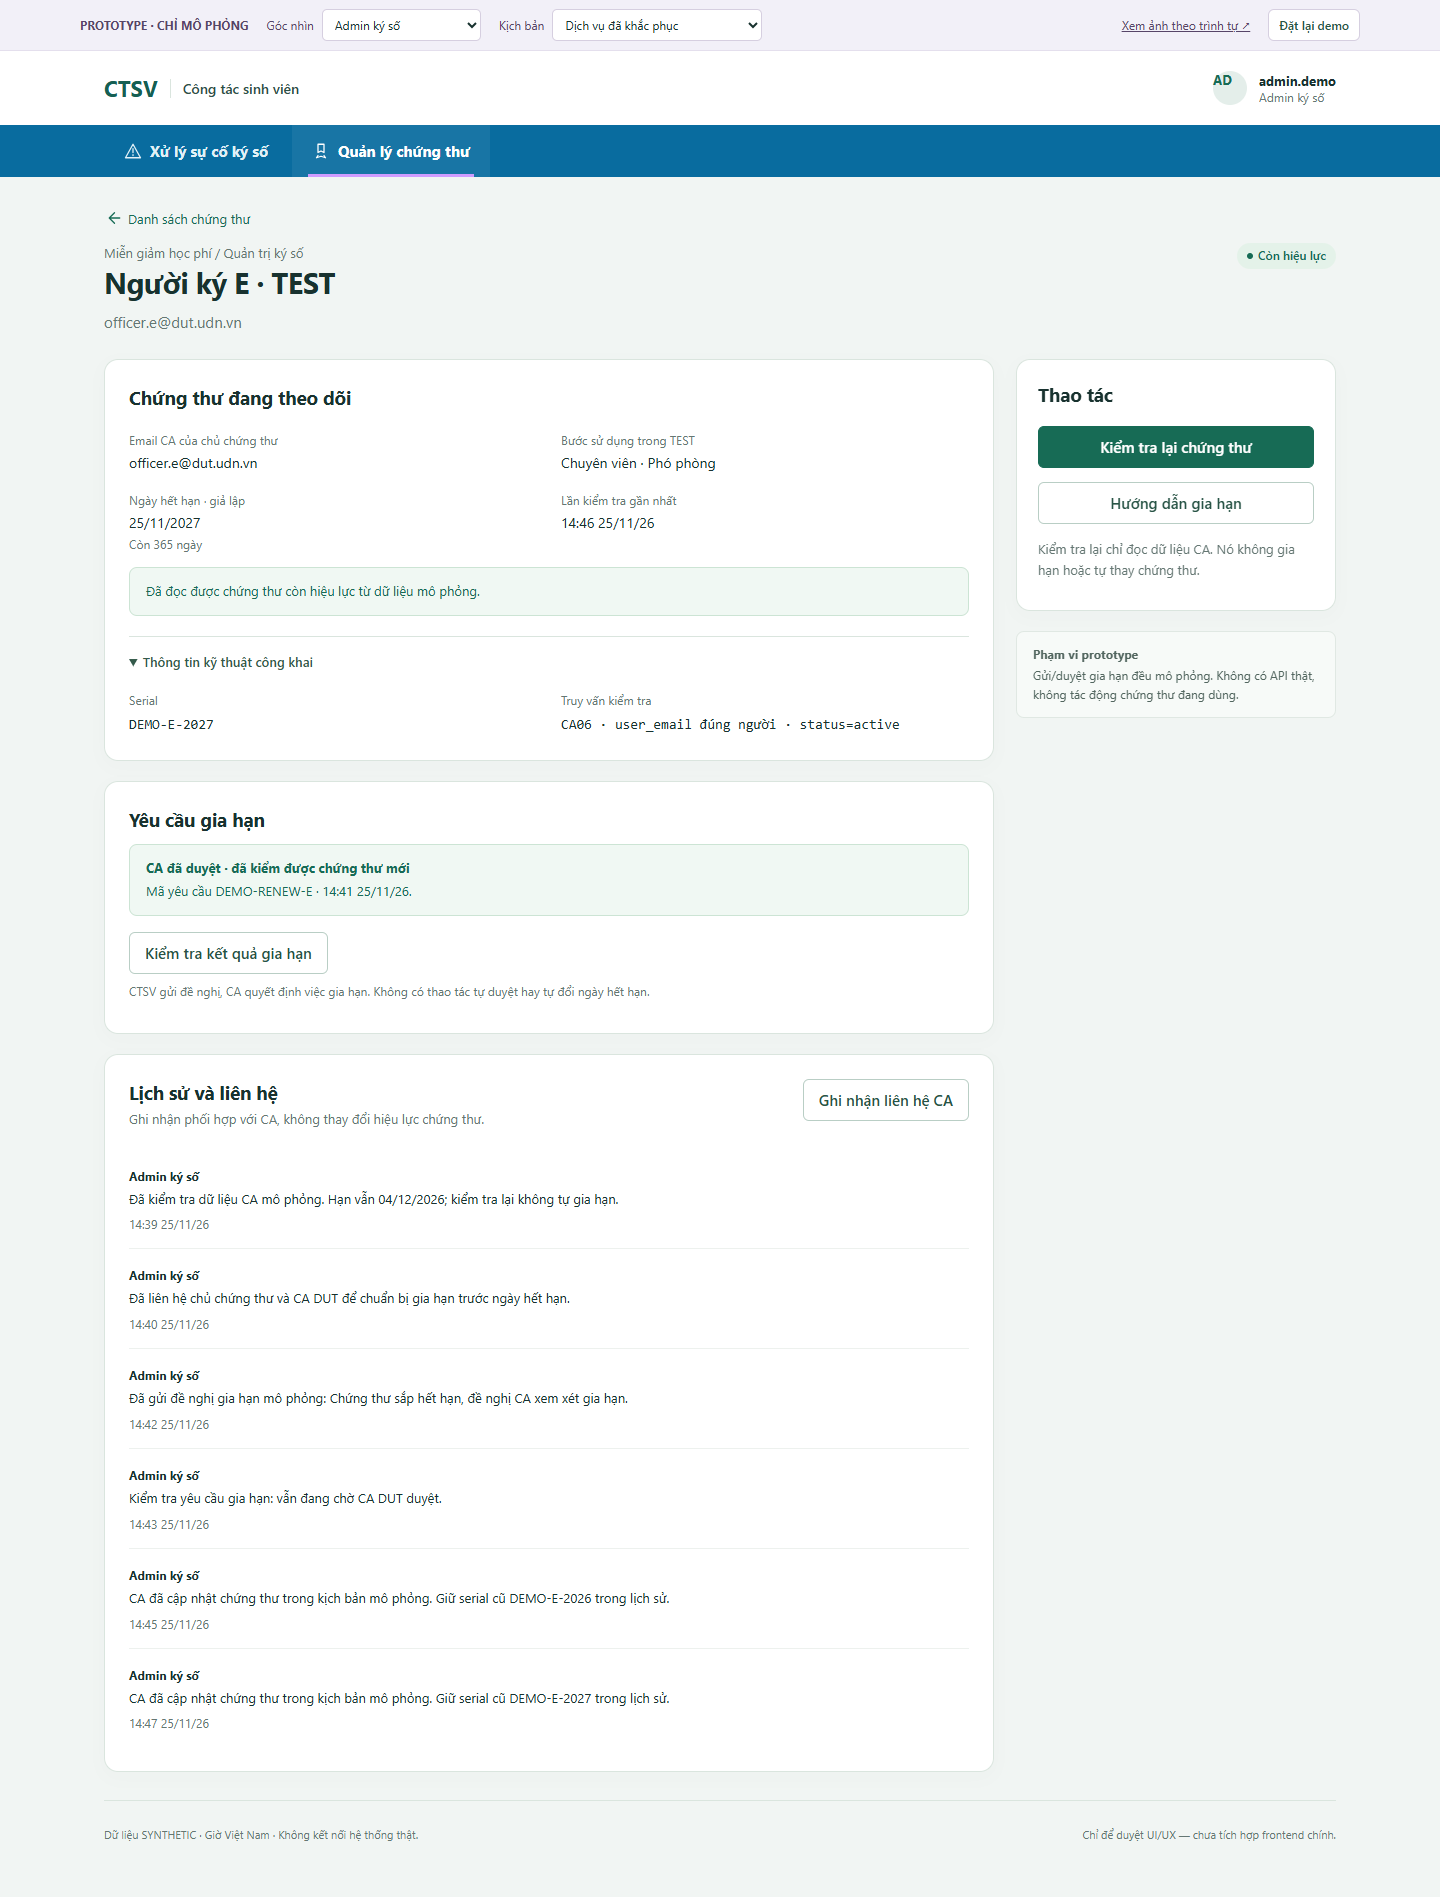 PROTOTYPE · CHỈ MÔ PHỎNG
Góc nhìn
Admin ký số
Kịch bản
Dịch vụ đã khắc phục
Xem ảnh theo trình tự ↗
Đặt lại demo
CTSV
Công tác sinh viên
AD
admin.demo
Admin ký số
Xử lý sự cố ký số
Quản lý chứng thư
← Danh sách chứng thư
Miễn giảm học phí / Quản trị ký số
Người ký E · TEST
officer.e@dut.udn.vn
Còn hiệu lực
Chứng thư đang theo dõi
Email CA của chủ chứng thư
officer.e@dut.udn.vn
Bước sử dụng trong TEST
Chuyên viên · Phó phòng
Ngày hết hạn · giả lập
25/11/2027
Còn 365 ngày
Lần kiểm tra gần nhất
14:46 25/11/26
Đã đọc được chứng thư còn hiệu lực từ dữ liệu mô phỏng.
▼ Thông tin kỹ thuật công khai
Serial
DEMO-E-2027
Truy vấn kiểm tra
CA06 · user_email đúng người · status=active
Thao tác
Kiểm tra lại chứng thư
Hướng dẫn gia hạn
Kiểm tra lại chỉ đọc dữ liệu CA. Nó không gia
hạn hoặc tự thay chứng thư.
Phạm vi prototype
Gửi/duyệt gia hạn đều mô phỏng. Không có API thật,
không tác động chứng thư đang dùng.
Yêu cầu gia hạn
CA đã duyệt · đã kiểm được chứng thư mới
Mã yêu cầu DEMO-RENEW-E · 14:41 25/11/26.
Kiểm tra kết quả gia hạn
CTSV gửi đề nghị, CA quyết định việc gia hạn. Không có thao tác tự duyệt hay tự đổi ngày hết hạn.
Lịch sử và liên hệ
Ghi nhận phối hợp với CA, không thay đổi hiệu lực chứng thư.
Ghi nhận liên hệ CA
Admin ký số
Đã kiểm tra dữ liệu CA mô phỏng. Hạn vẫn 04/12/2026; kiểm tra lại không tự gia hạn.
14:39 25/11/26
Admin ký số
Đã liên hệ chủ chứng thư và CA DUT để chuẩn bị gia hạn trước ngày hết hạn.
14:40 25/11/26
Admin ký số
Đã gửi đề nghị gia hạn mô phỏng: Chứng thư sắp hết hạn, đề nghị CA xem xét gia hạn.
14:42 25/11/26
Admin ký số
Kiểm tra yêu cầu gia hạn: vẫn đang chờ CA DUT duyệt.
14:43 25/11/26
Admin ký số
CA đã cập nhật chứng thư trong kịch bản mô phỏng. Giữ serial cũ DEMO-E-2026 trong lịch sử.
14:45 25/11/26
Admin ký số
CA đã cập nhật chứng thư trong kịch bản mô phỏng. Giữ serial cũ DEMO-E-2027 trong lịch sử.
14:47 25/11/26
Dữ liệu SYNTHETIC · Giờ Việt Nam · Không kết nối hệ thống thật.
Chỉ để duyệt UI/UX — chưa tích hợp frontend chính.